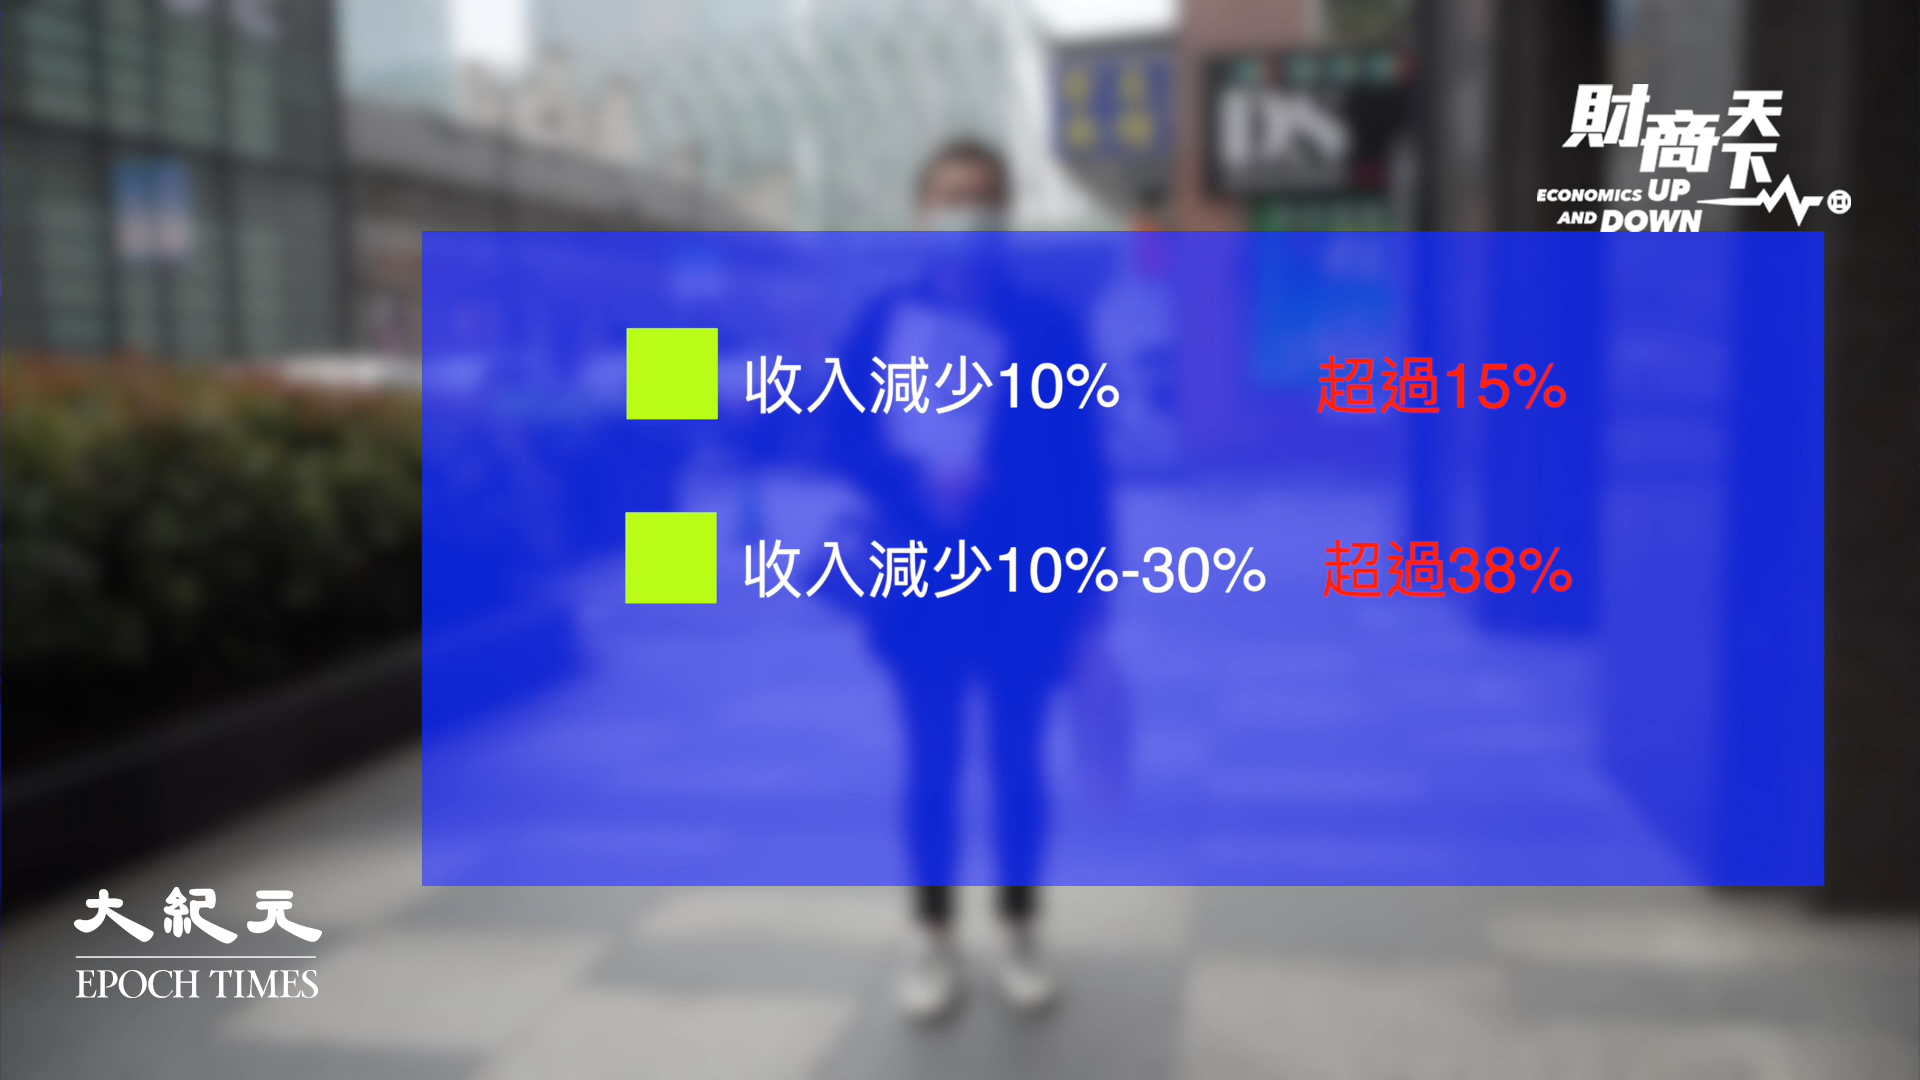 財商天下
ECONOMICS UP
AND DOWN
收入減少10% 超過15%
收入減少10%-30% 超過38%
大紀元
EPOCH TIMES
DS